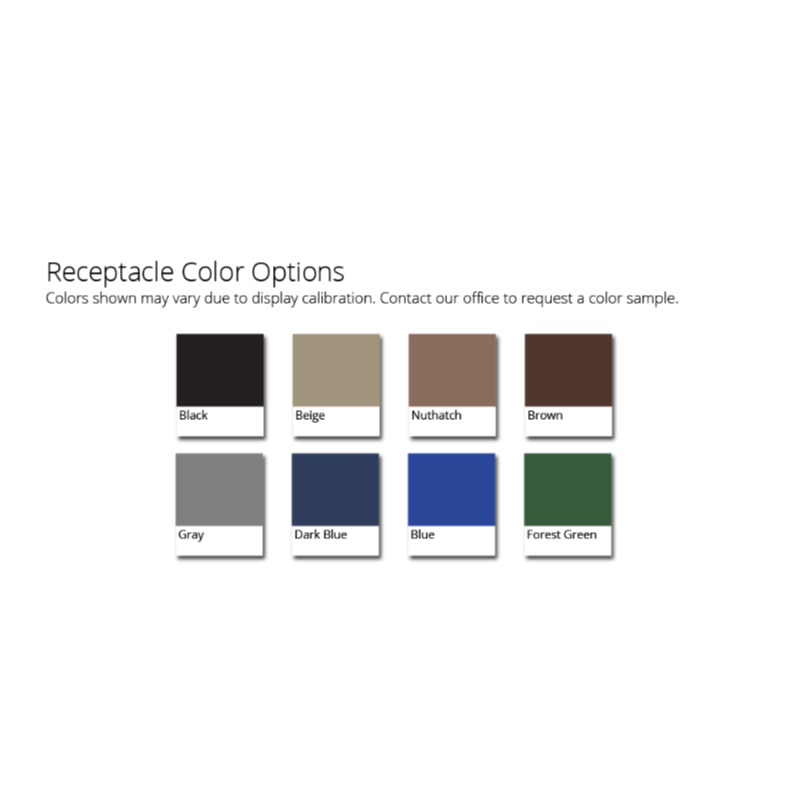 Receptacle Color Options
Colors shown may vary due to display calibration. Contact our office to request a color sample.
Black
Beige
Nuthatch
Brown
Gray
Dark Blue
Blue
Forest Green